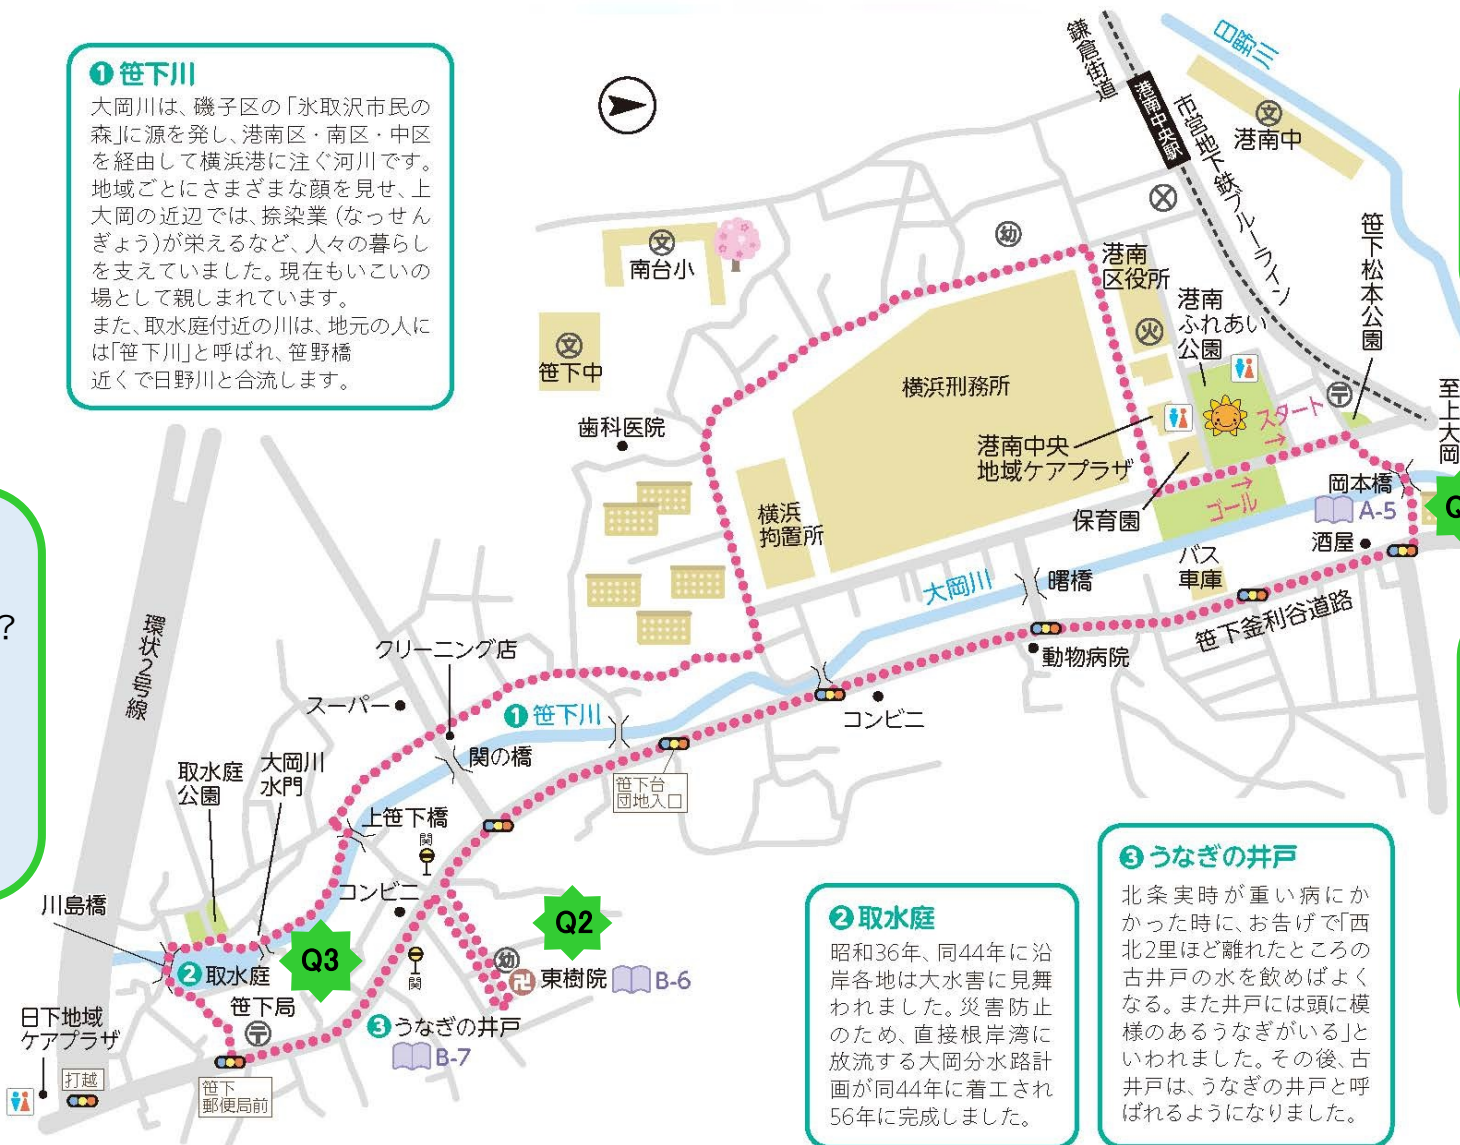 ❶笹下川
大岡川は、磯子区の「氷取沢市民の
森」に源を発し、港南区・南区・中区
を経由して横浜港に注ぐ河川です。
地域ごとにさまざまな顔を見せ、上
大岡の近辺では、捺染業(なっせん
ぎょう)が栄えるなど、人々の暮らし
を支えていました。現在もいこいの
場として親しまれています。
また、取水庭付近の川は、地元の人に
は「笹下川」と呼ばれ、笹野橋
近くで日野川と合流します。
鎌倉街道
港南中央駅
市営地下鉄ブルーライン
日野川
文
港南中
幼
文
南台小
文
笹下中
歯科医院
港南
区役所
火
港南
ふれあい
公園
笹下松本公園
〒
至上大岡
横浜刑務所
横浜
拘置所
港南中央
地域ケアプラザ
保育園
スタート
ゴール
岡本橋
A-5
Q
酒屋
バス
車庫
大岡川
曙橋
動物病院
笹下釜利谷道路
コンビニ
?
環状2号線
クリーニング店
スーパー
❶笹下川
関の橋
笹下台
団地入口
取水庭
公園
大岡川
水門
上笹下橋
関
コンビニ
関
川島橋
❷取水庭
Q3
Q2
幼
卍
東樹院
B-6
❸うなぎの井戸
B-7
笹下局
〒
笹下
郵便局前
日下地域
ケアプラザ
打越
❷取水庭
昭和36年、同44年に沿
岸各地は大水害に見舞
われました。災害防止
のため、直接根岸湾に
放流する大岡分水路計
画が同44年に着工され
56年に完成しました。
❸うなぎの井戸
北条実時が重い病にか
かった時に、お告げで「西
北2里ほど離れたところの
古井戸の水を飲めばよく
なる。また井戸には頭に模
様のあるうなぎがいる」と
いわれました。その後、古
井戸は、うなぎの井戸と呼
ばれるようになりました。